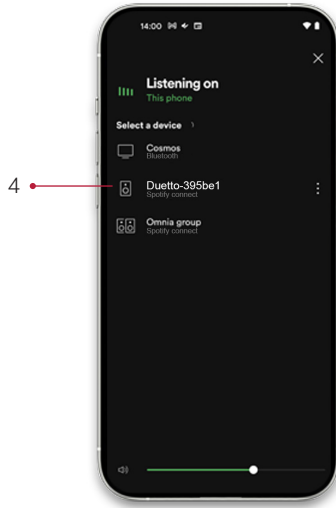 14:00
Listening on
This phone
Select a device
Cosmos
Bluetooth
4
Duetto-395be1
Spotify connect
Omnia group
Spotify connect